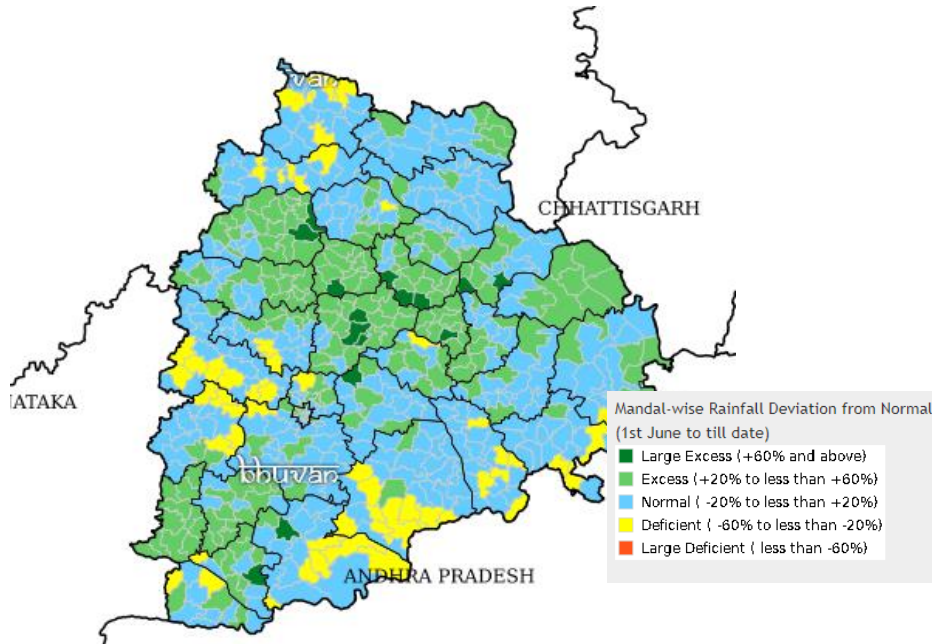 van
CHHATTISGARH
IATAKA
bhuvan
ANDHRA PRADESH
Mandal-wise Rainfall Deviation from Normal
(1st June to till date)
Large Excess (+60% and above)
Excess (+20% to less than +60%)
Normal ( -20% to less than +20%)
Deficient ( -60% to less than -20%)
Large Deficient ( less than -60%)